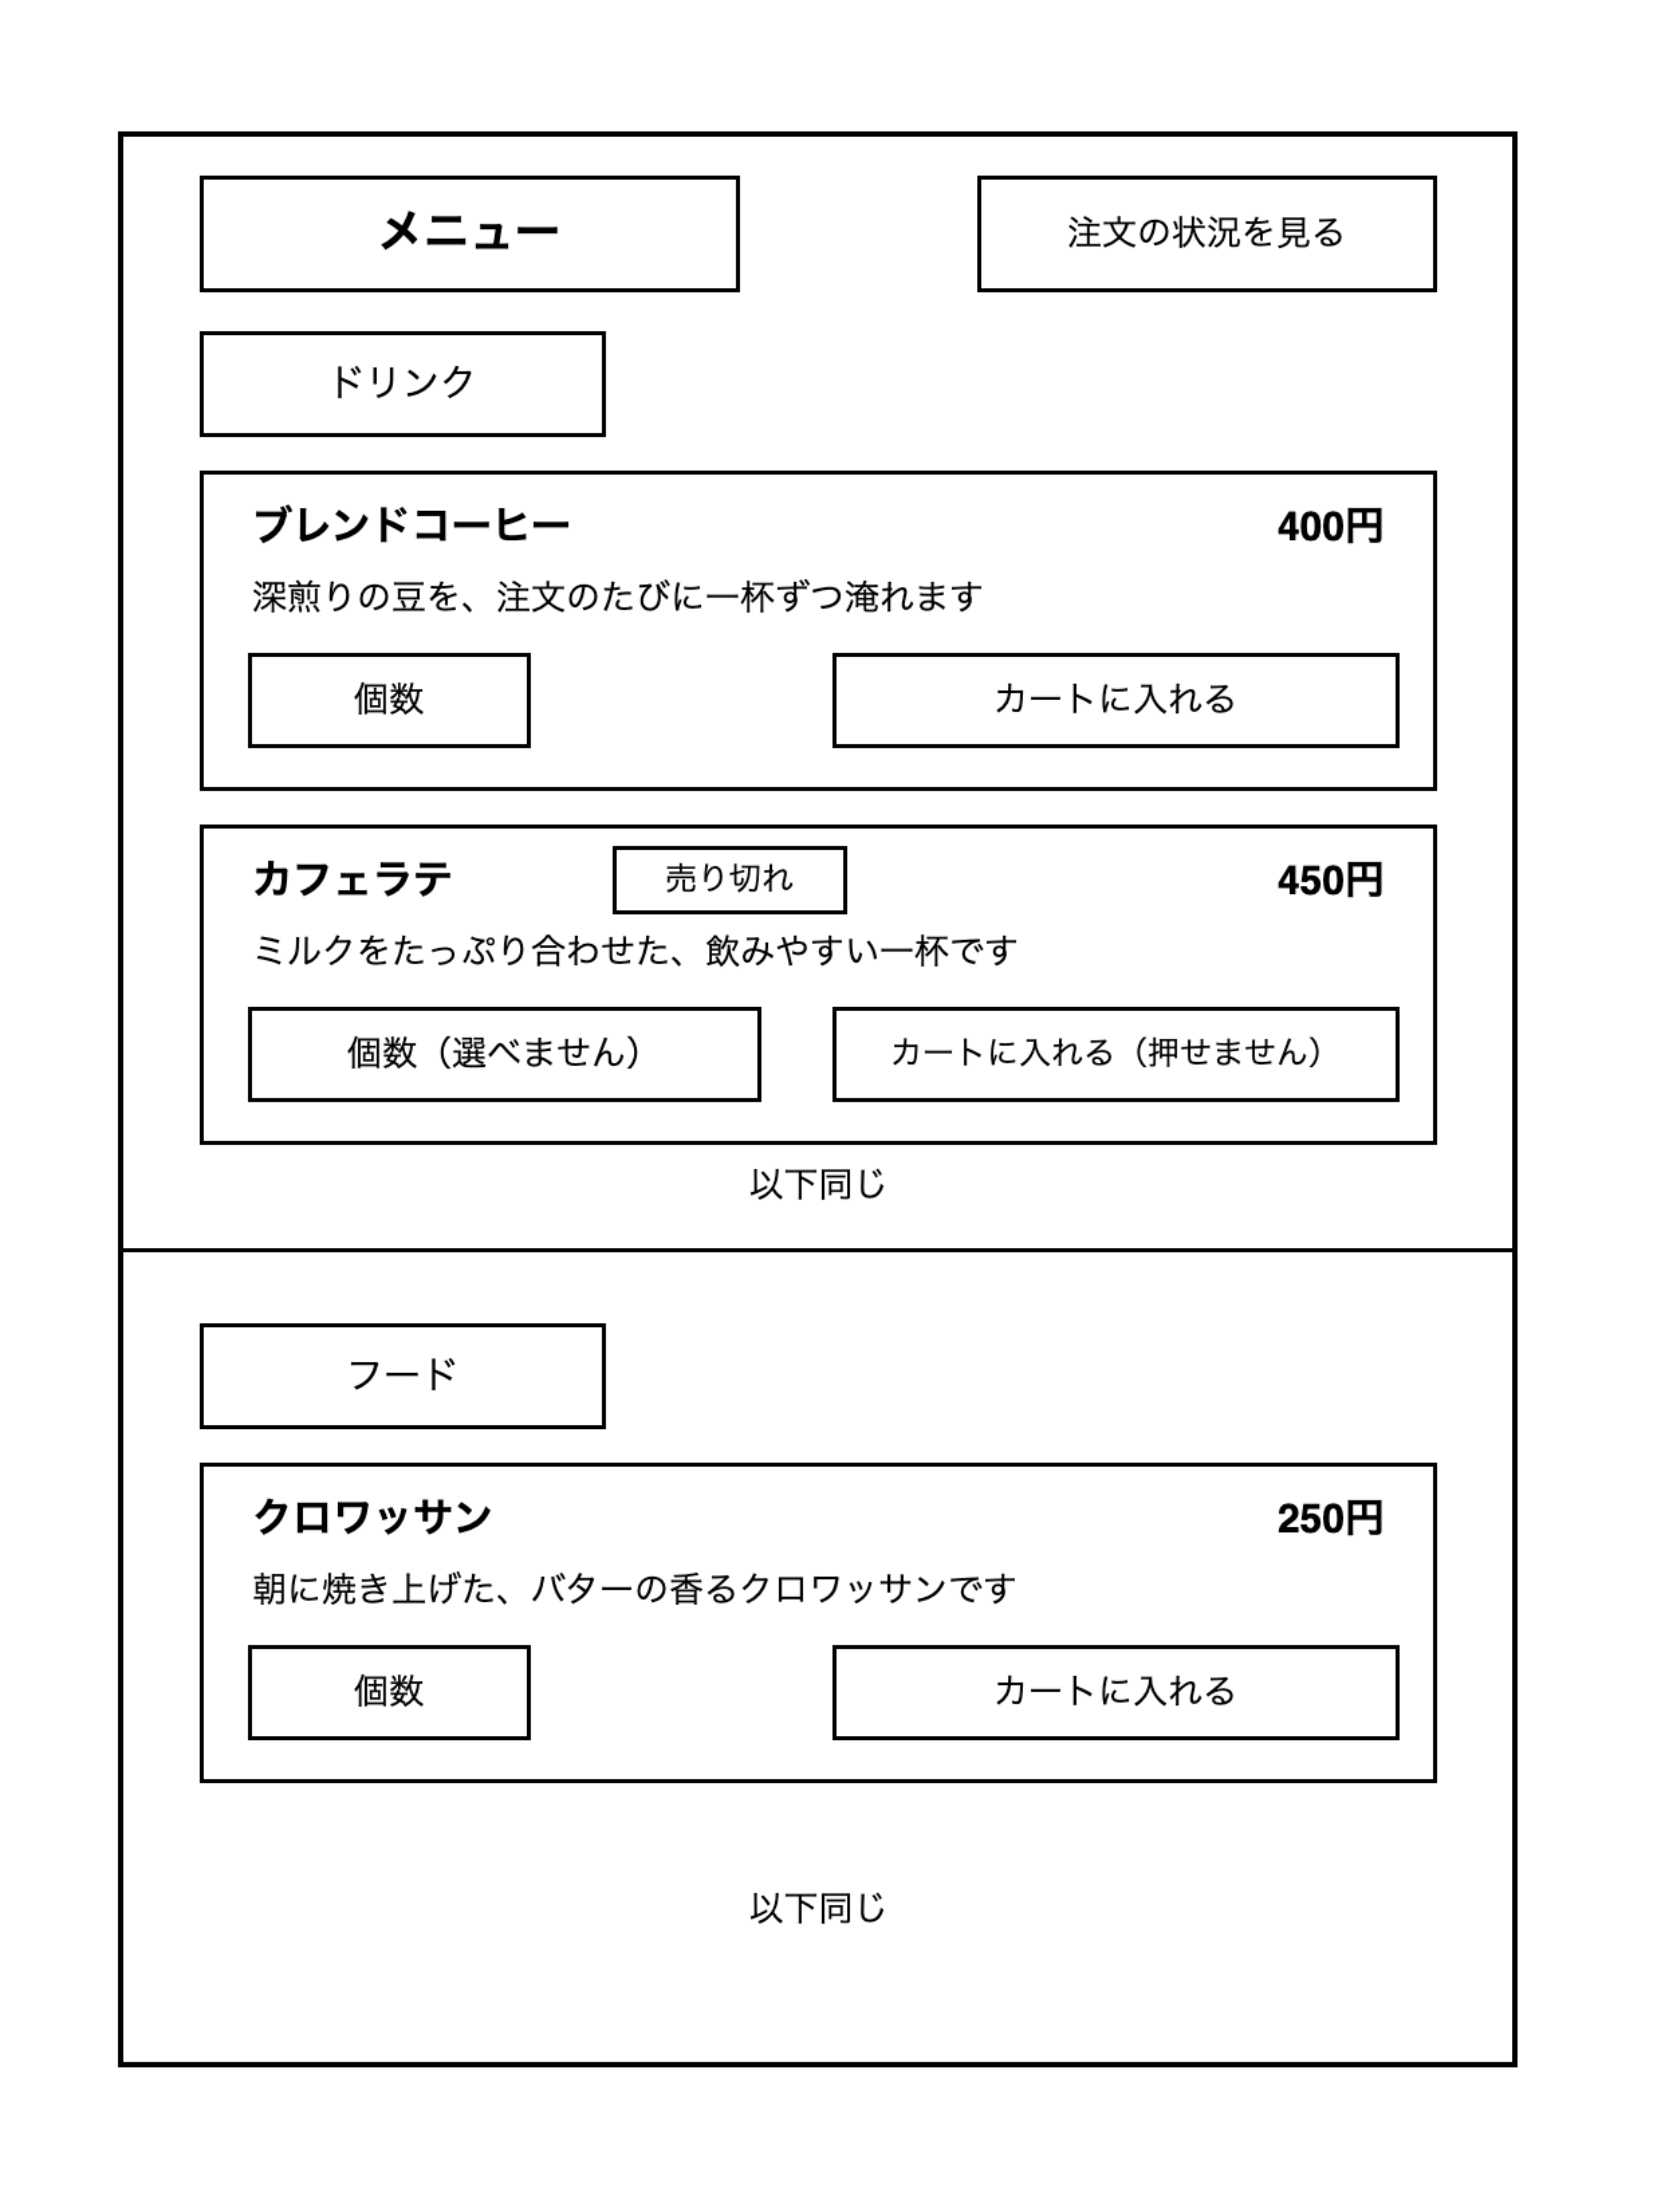 メニュー
注文の状況を見る
ドリンク
ブレンドコーヒー
400円
深煎りの豆を、注文のたびに一杯ずつ淹れます
個数
カートに入れる
カフェラテ
売り切れ
450円
ミルクをたっぷり合わせた、飲みやすい一杯です
個数（選べません）
カートに入れる（押せません）
以下同じ
フード
クロワッサン
250円
朝に焼き上げた、バターの香るクロワッサンです
個数
カートに入れる
以下同じ